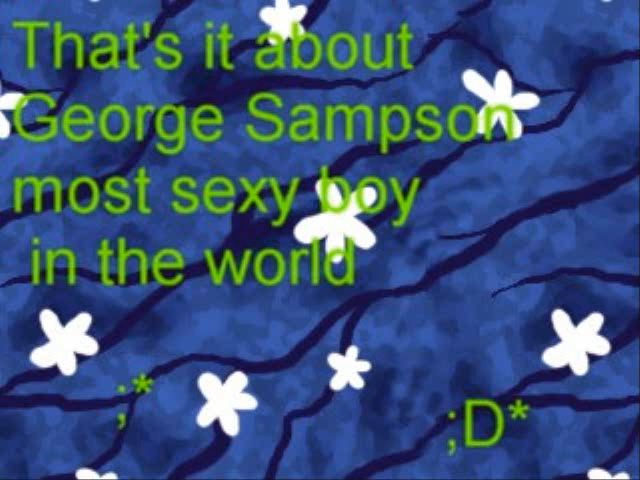 That's it about
George Sampson
most sexy boy
in the world
;*
;D*